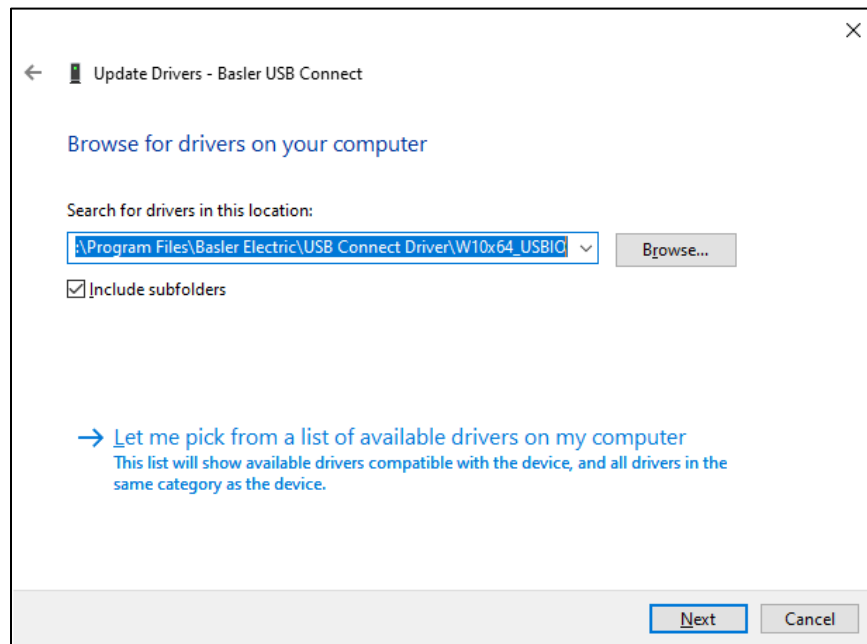 Update Drivers - Basler USB Connect
Browse for drivers on your computer
Search for drivers in this location:
:\Program Files\Basler Electric\USB Connect Driver\W10x64_USBIO
Browse...
Include subfolders
Let me pick from a list of available drivers on my computer
This list will show available drivers compatible with the device, and all drivers in the
same category as the device.
Next
Cancel